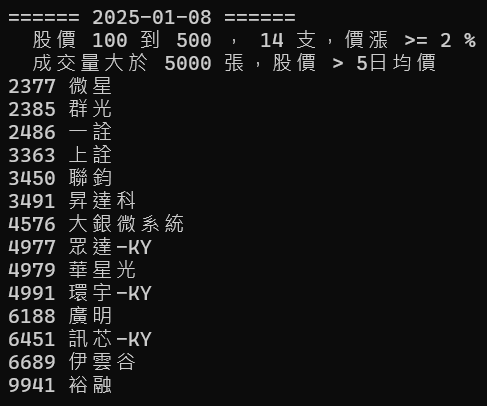 ====== 2025-01-08 ======
股價 100 到 500 , 14 支,價漲 >= 2 %
成交量大於 5000 張,股價 > 5日均價
2377 微星
2385 群光
2486 一詮
3363 上詮
3450 聯鈞
3491 昇達科
4576 大銀微系統
4977 眾達-KY
4979 華星光
4991 環宇-KY
6188 廣明
6451 訊芯-KY
6689 伊雲谷
9941 裕融